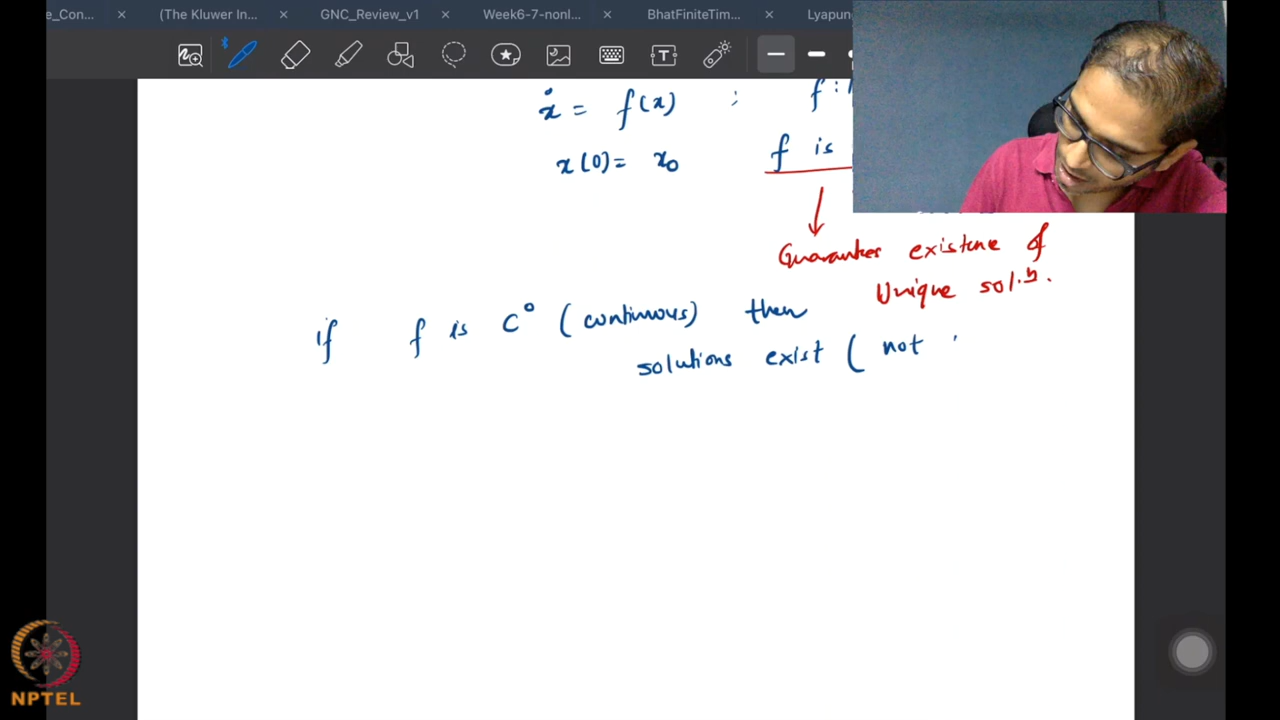 e_Con...
(The Kluwer In...
GNC_Review_v1
Week6-7-nonl...
BhatFiniteTim...
Lyapun
ẋ = f(x) ; f :
x(0) = x₀ f is
Guarantees existence of
Unique sol.n.
if f is C⁰ (continuous) then
solutions exist ( not
NPTEL